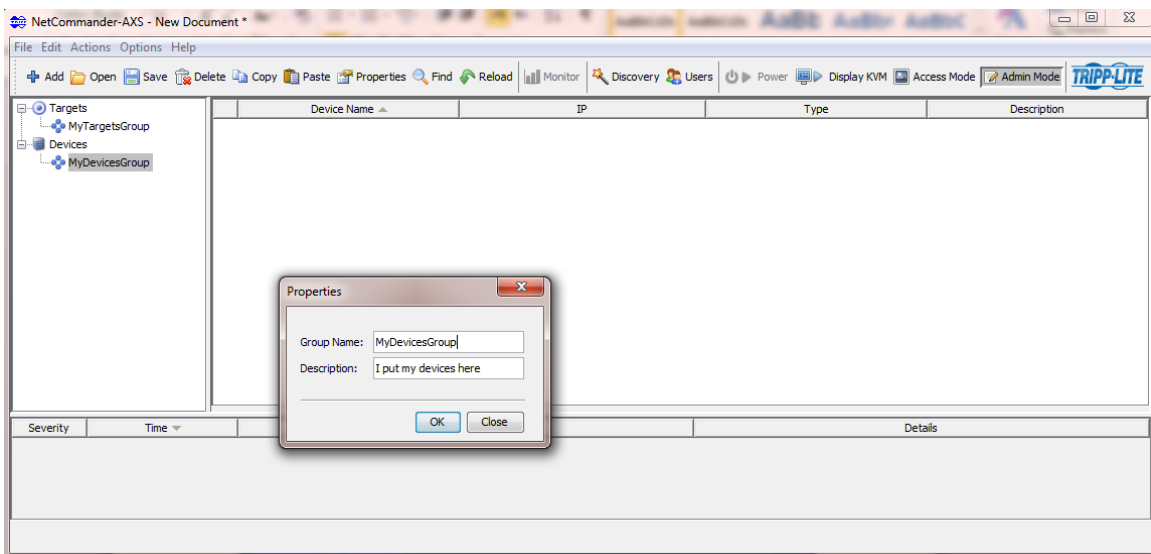 NetCommander-AXS - New Document *
File Edit Actions Options Help
Add Open Save Delete Copy Paste Properties Find Reload Monitor Discovery Users Power Display KVM Access Mode Admin Mode TRIPP·LITE
Targets
MyTargetsGroup
Devices
MyDevicesGroup
Device Name IP Type Description
Properties
Group Name: MyDevicesGroup
Description: I put my devices here
OK Close
Severity Time Details